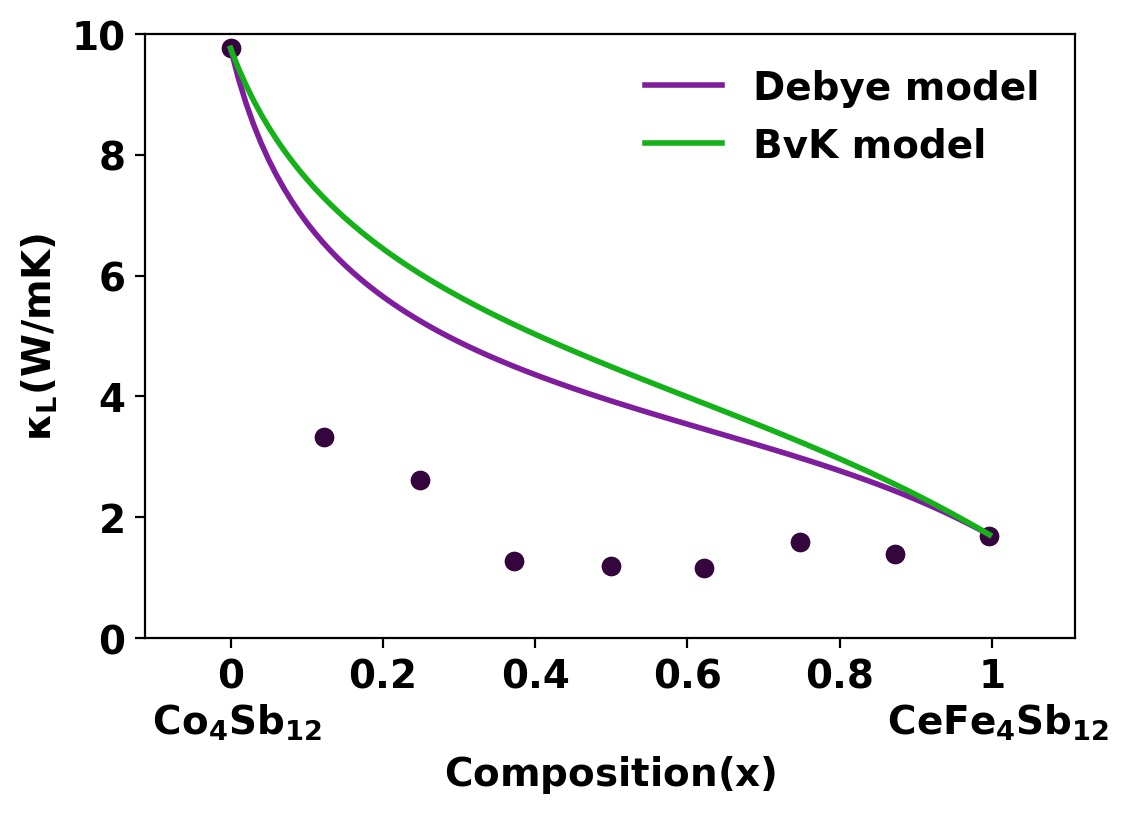 10
8
6
4
2
0
κL(W/mK)
Debye model
BvK model
0 0.2 0.4 0.6 0.8 1
Co4Sb12 CeFe4Sb12
Composition(x)